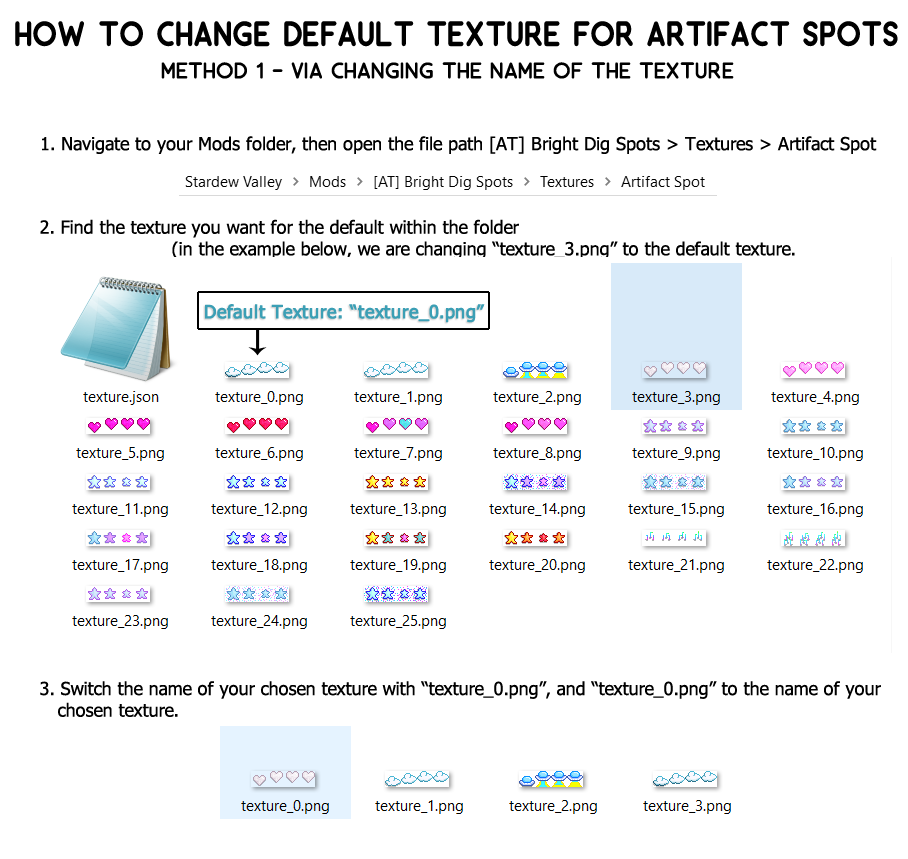 HOW TO CHANGE DEFAULT TEXTURE FOR ARTIFACT SPOTS
METHOD 1 - VIA CHANGING THE NAME OF THE TEXTURE
1. Navigate to your Mods folder, then open the file path [AT] Bright Dig Spots > Textures > Artifact Spot
Stardew Valley > Mods > [AT] Bright Dig Spots > Textures > Artifact Spot
2. Find the texture you want for the default within the folder
(in the example below, we are changing “texture_3.png” to the default texture.
Default Texture: “texture_0.png”
texture.json texture_0.png texture_1.png texture_2.png texture_3.png texture_4.png
texture_5.png texture_6.png texture_7.png texture_8.png texture_9.png texture_10.png
texture_11.png texture_12.png texture_13.png texture_14.png texture_15.png texture_16.png
texture_17.png texture_18.png texture_19.png texture_20.png texture_21.png texture_22.png
texture_23.png texture_24.png texture_25.png
3. Switch the name of your chosen texture with “texture_0.png”, and “texture_0.png” to the name of your
chosen texture.
texture_0.png texture_1.png texture_2.png texture_3.png